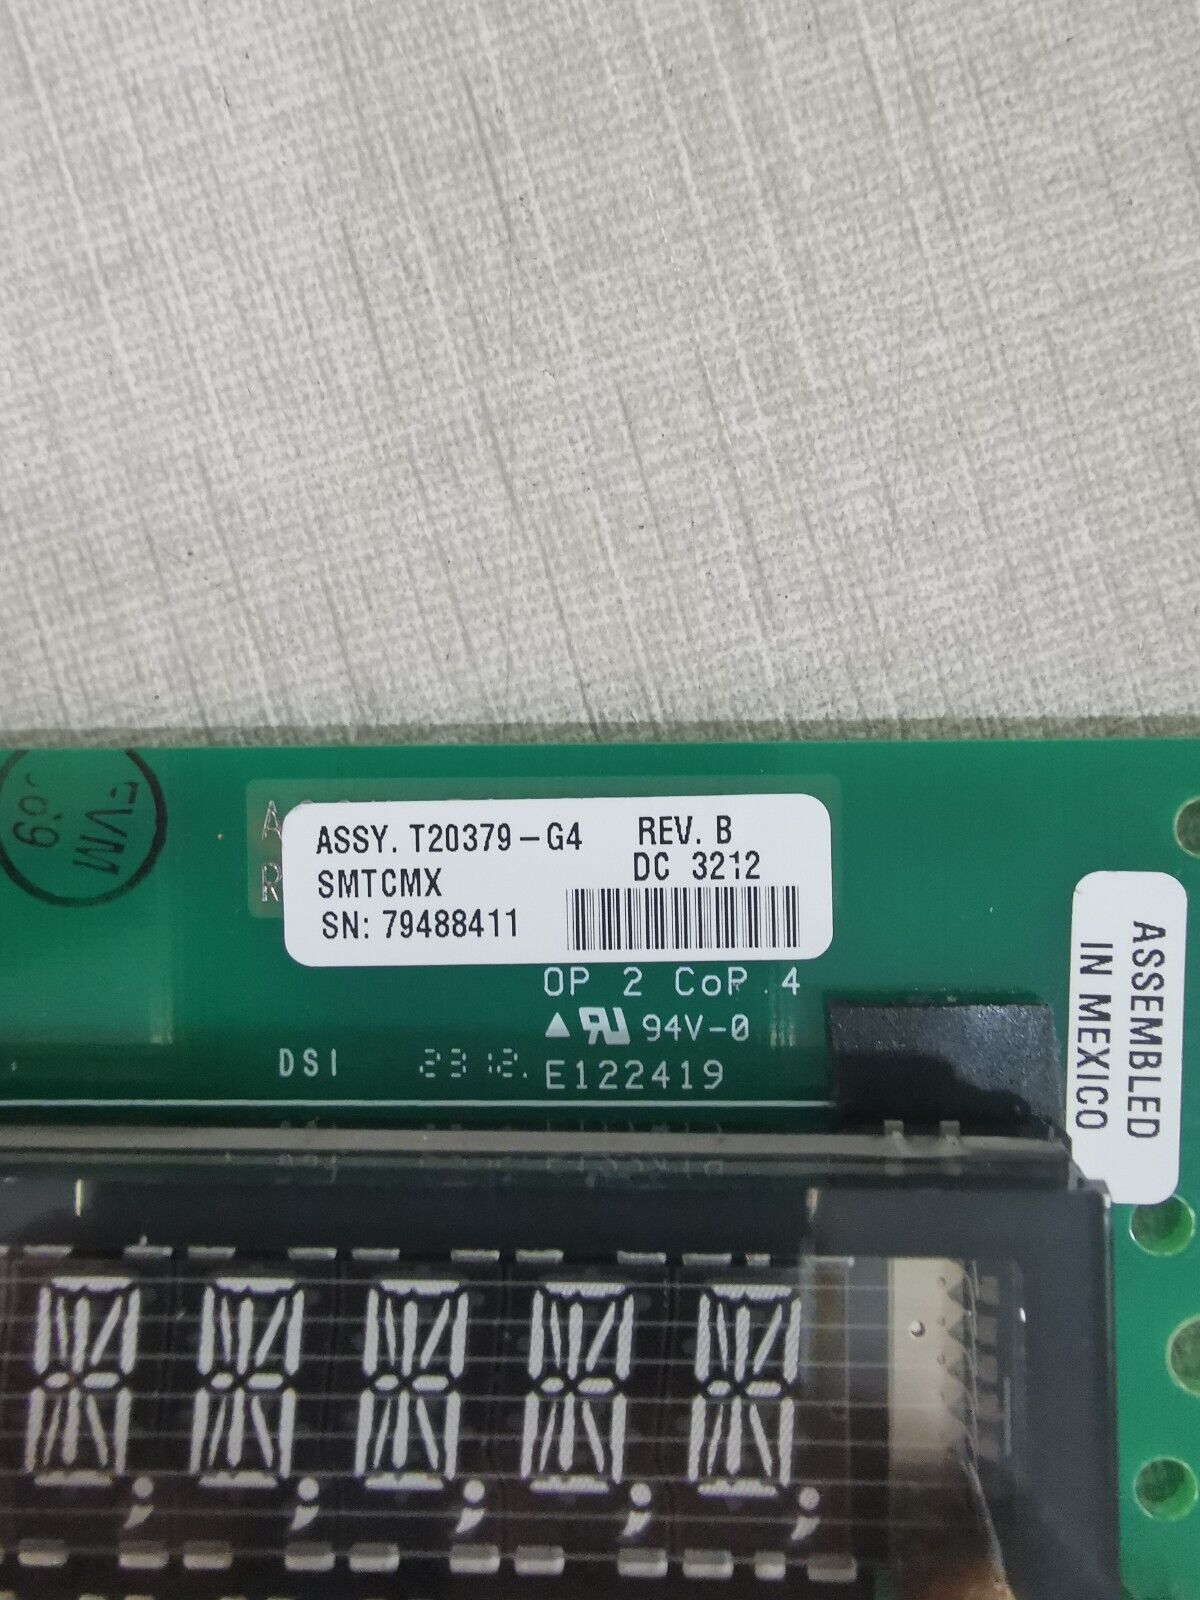 ASSY. T20379-G4 REV. B
SMTCMX DC 3212
SN: 79488411
OP 2 CoP 4
94V-0
DSI 2312. E122419
ASSEMBLED
IN MEXICO
FVM